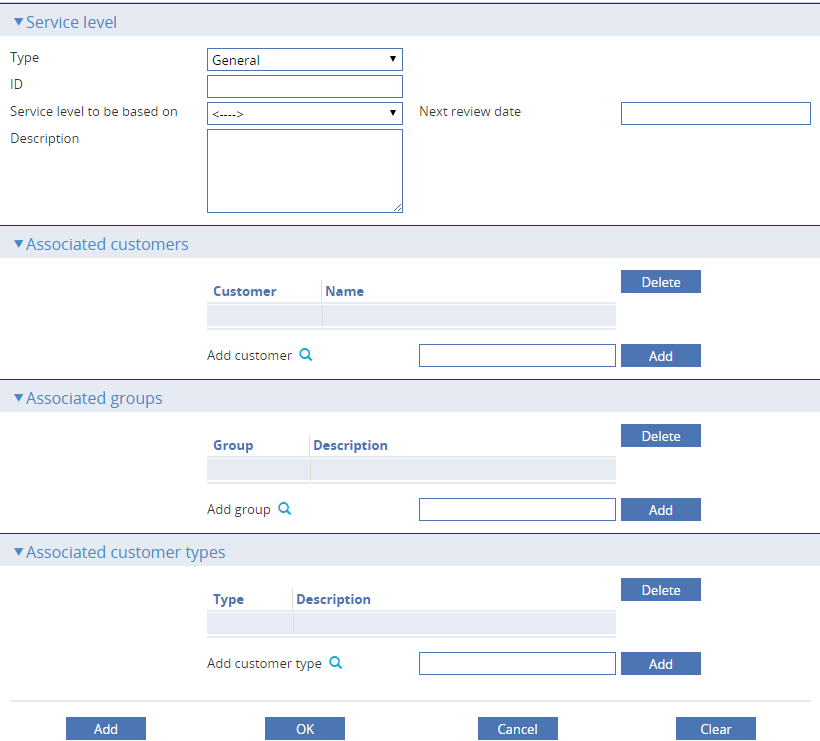 Service level
Type General
ID
Service level to be based on <----> Next review date
Description
Associated customers
Customer Name Delete
Add customer Add
Associated groups
Group Description Delete
Add group Add
Associated customer types
Type Description Delete
Add customer type Add
Add OK Cancel Clear